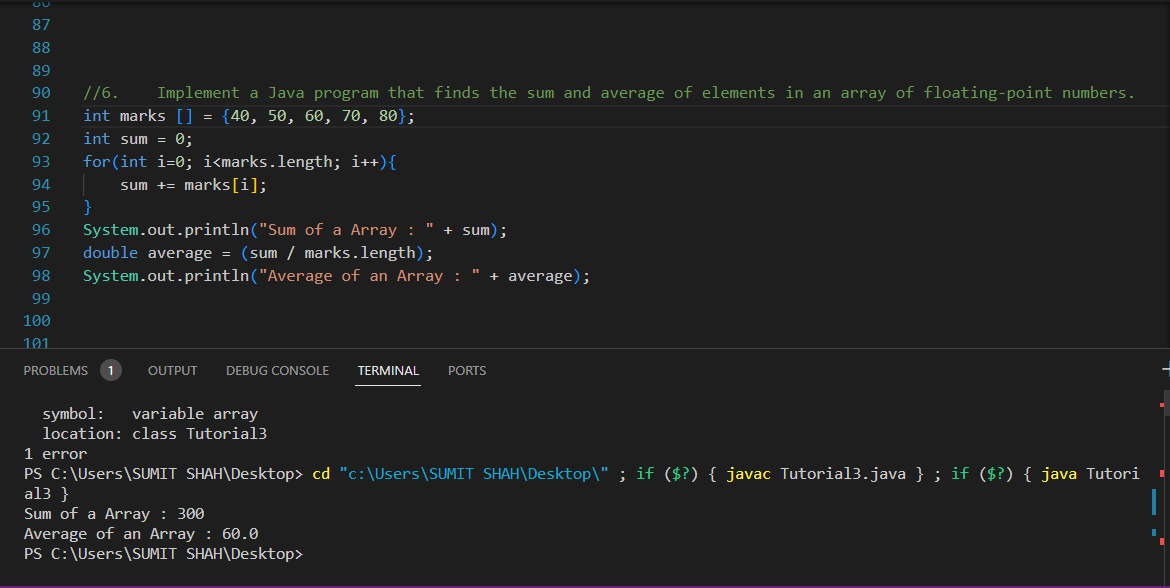 86
87
88
89
90 //6. Implement a Java program that finds the sum and average of elements in an array of floating-point numbers.
91 int marks [] = {40, 50, 60, 70, 80};
92 int sum = 0;
93 for(int i=0; i<marks.length; i++){
94 sum += marks[i];
95 }
96 System.out.println("Sum of a Array : " + sum);
97 double average = (sum / marks.length);
98 System.out.println("Average of an Array : " + average);
99
100
101
PROBLEMS 1 OUTPUT DEBUG CONSOLE TERMINAL PORTS
symbol: variable array
location: class Tutorial3
1 error
PS C:\Users\SUMIT SHAH\Desktop> cd "c:\Users\SUMIT SHAH\Desktop\" ; if ($?) { javac Tutorial3.java } ; if ($?) { java Tutori
al3 }
Sum of a Array : 300
Average of an Array : 60.0
PS C:\Users\SUMIT SHAH\Desktop>